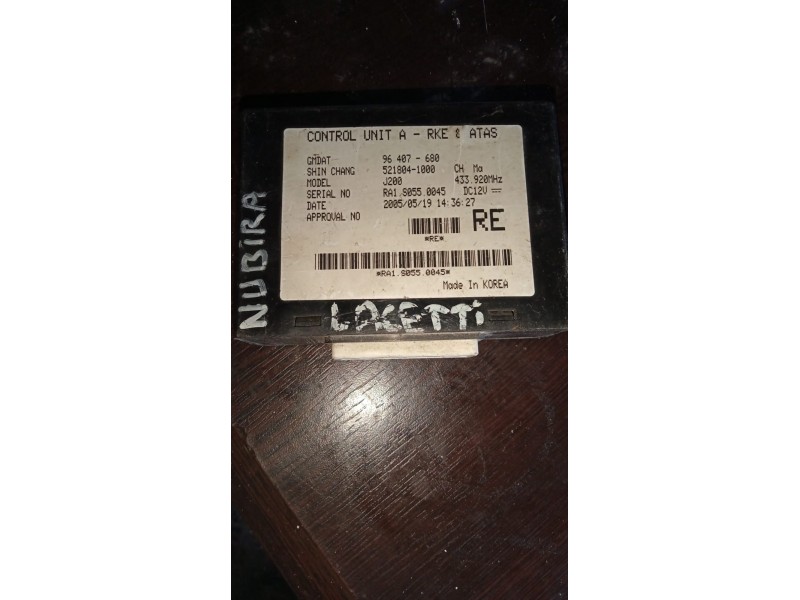 CONTROL UNIT A - RKE & ATAS
GMDAT 96 407 - 680
SHIN CHANG 521804-1000 CH Ma
MODEL J200 433.920MHz
SERIAL NO RA1.S055.0045 DC12V
DATE 2005/05/19 14:36:27
APPROVAL NO
RE
*RE*
*RA1.S055.0045*
Made In KOREA
NUBIRA
LACETTI